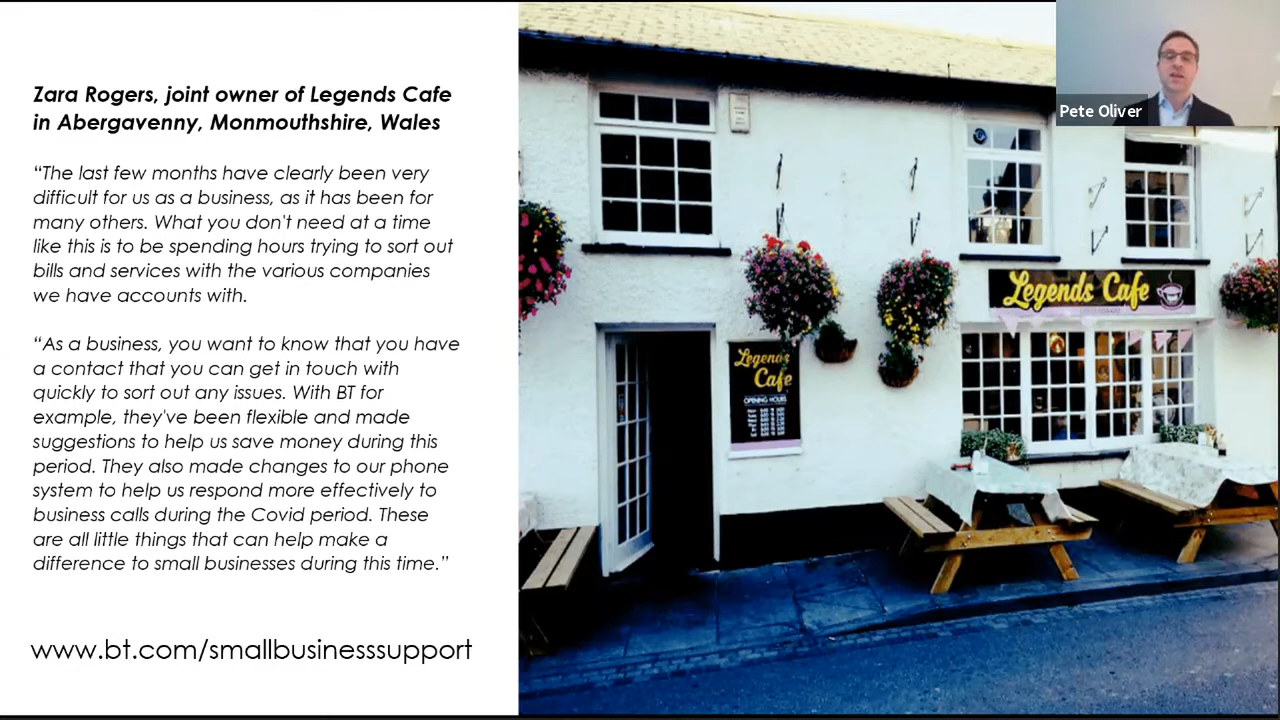 Zara Rogers, joint owner of Legends Cafe
in Abergavenny, Monmouthshire, Wales
“The last few months have clearly been very
difficult for us as a business, as it has been for
many others. What you don't need at a time
like this is to be spending hours trying to sort out
bills and services with the various companies
we have accounts with.
“As a business, you want to know that you have
a contact that you can get in touch with
quickly to sort out any issues. With BT for
example, they've been flexible and made
suggestions to help us save money during this
period. They also made changes to our phone
system to help us respond more effectively to
business calls during the Covid period. These
are all little things that can help make a
difference to small businesses during this time.”
www.bt.com/smallbusinesssupport
Pete Oliver
Legends Cafe
Legends
Cafe
OPENING HOURS